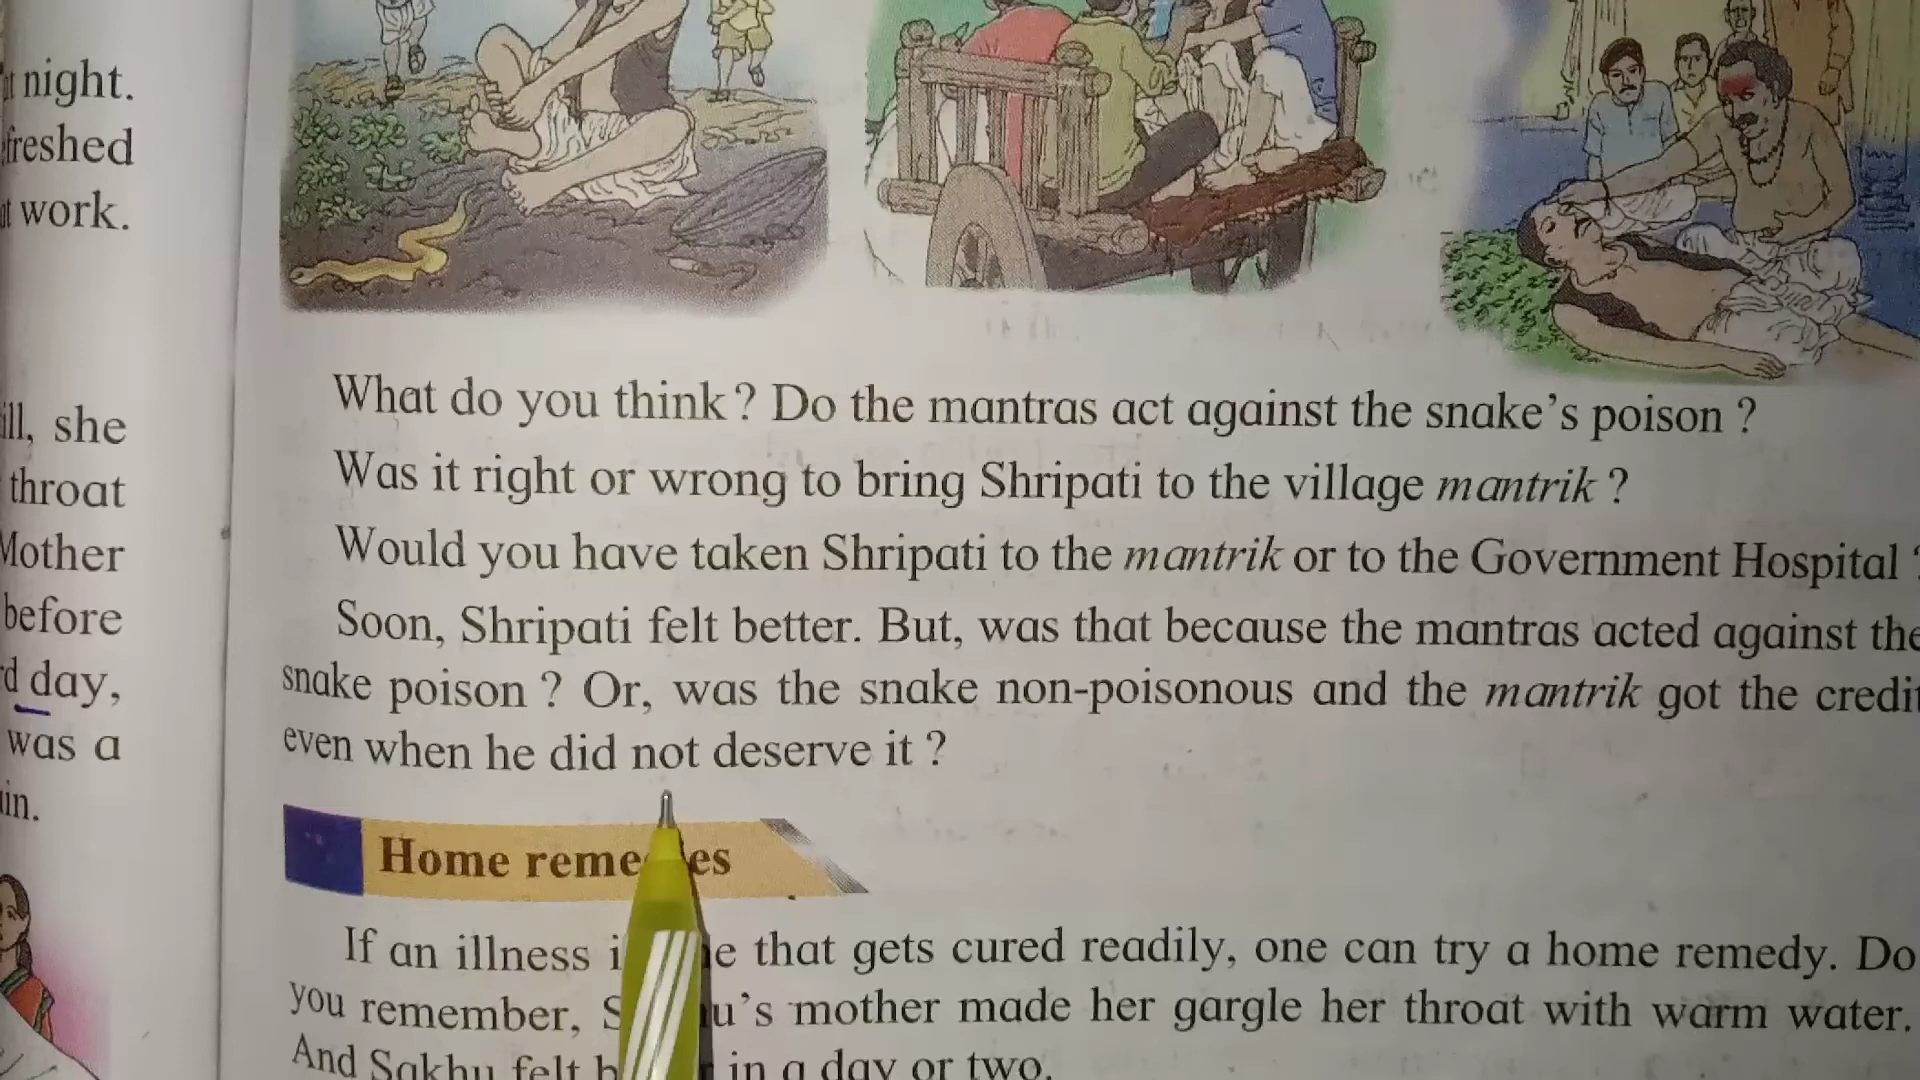 night.
freshed
work.
ill, she
throat
Mother
before
day,
was a
in.
What do you think? Do the mantras act against the snake's poison ?
Was it right or wrong to bring Shripati to the village mantrik ?
Would you have taken Shripati to the mantrik or to the Government Hospital ?
Soon, Shripati felt better. But, was that because the mantras acted against the
snake poison ? Or, was the snake non-poisonous and the mantrik got the credit
even when he did not deserve it ?
Home remedies
If an illness that gets cured readily, one can try a home remedy. Do
you remember, mother made her gargle her throat with warm water.
And Sakhu felt in a day or two.